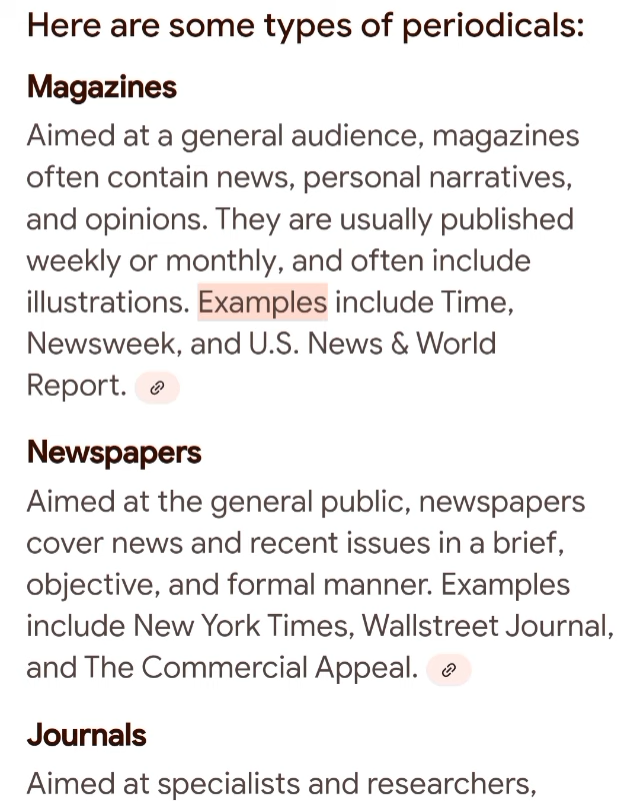 Here are some types of periodicals:
Magazines
Aimed at a general audience, magazines
often contain news, personal narratives,
and opinions. They are usually published
weekly or monthly, and often include
illustrations. Examples include Time,
Newsweek, and U.S. News & World
Report.
Newspapers
Aimed at the general public, newspapers
cover news and recent issues in a brief,
objective, and formal manner. Examples
include New York Times, Wallstreet Journal,
and The Commercial Appeal.
Journals
Aimed at specialists and researchers,